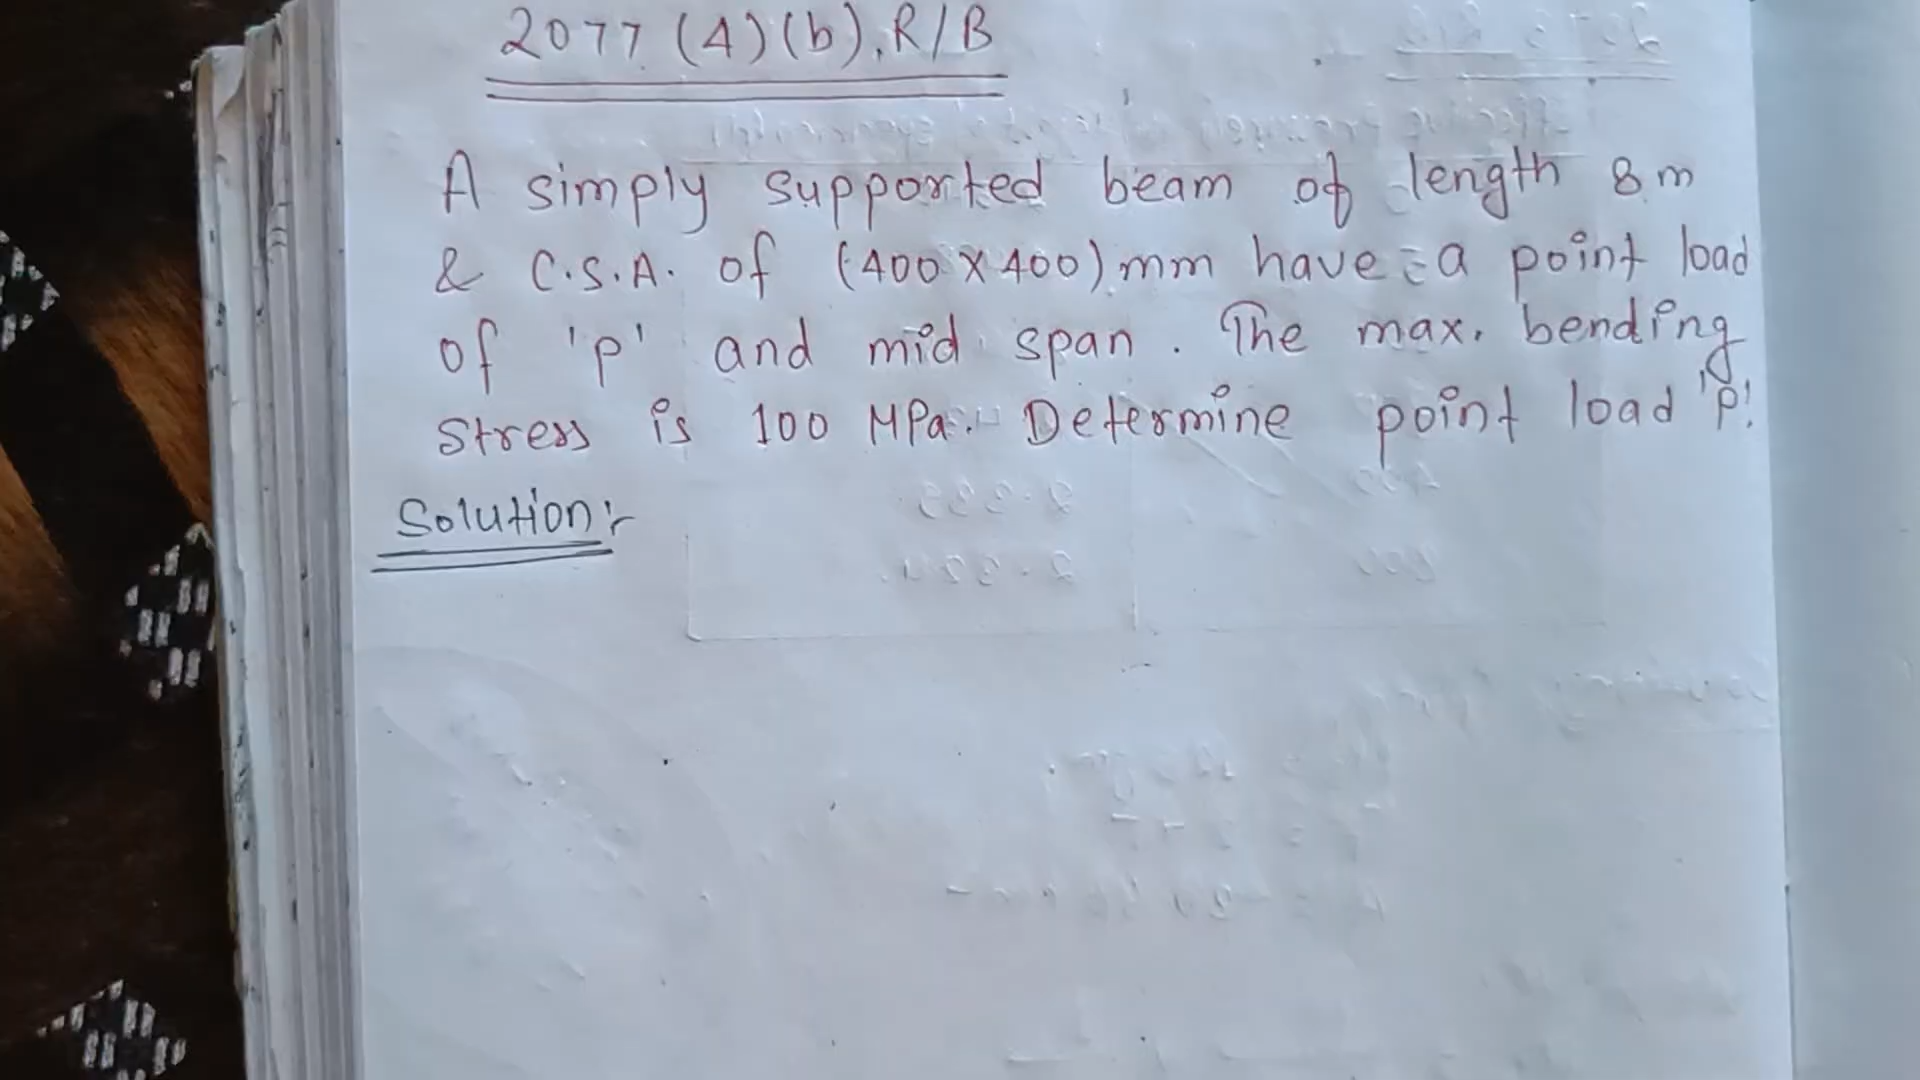 2077 (4)(b), R/B
A simply supported beam of length 8m
& C.S.A. of (400 x 400) mm have a point load
of 'p' and mid span. The max. bending
stress is 100 MPa. Determine point load 'p'.
Solution:-